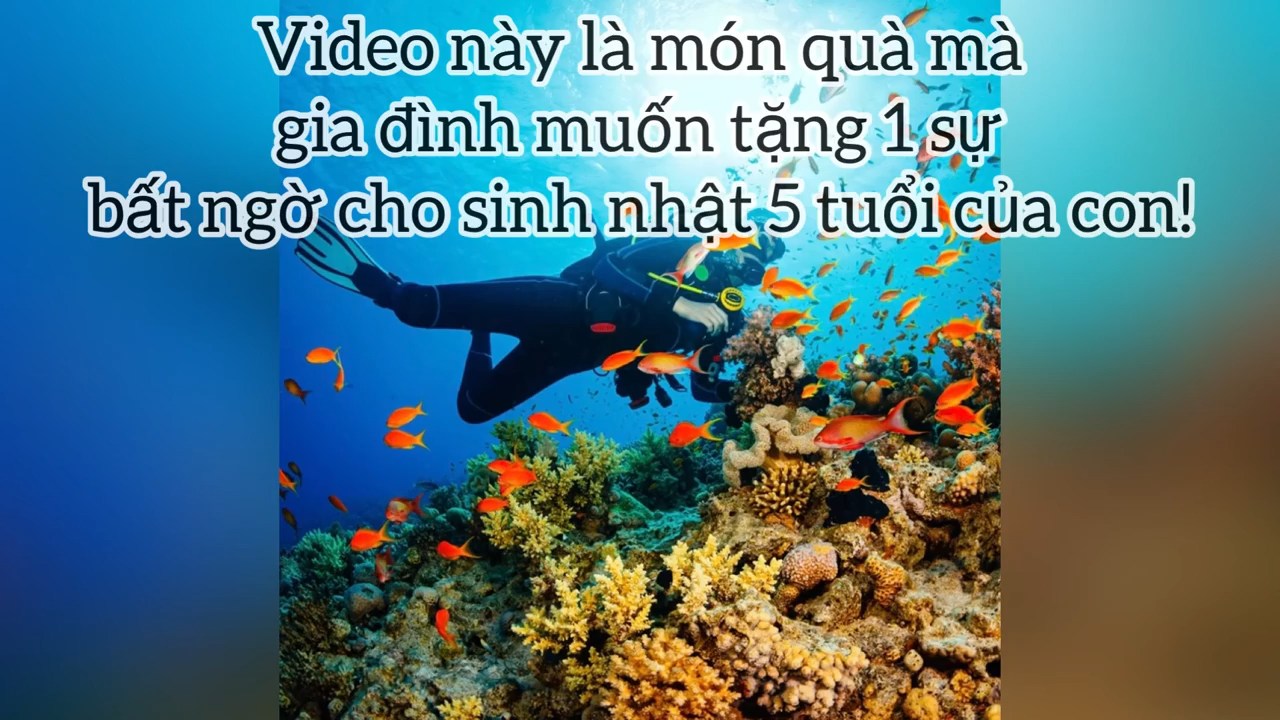 Video này là món quà mà
gia đình muốn tặng 1 sự
bất ngờ cho sinh nhật 5 tuổi của con!